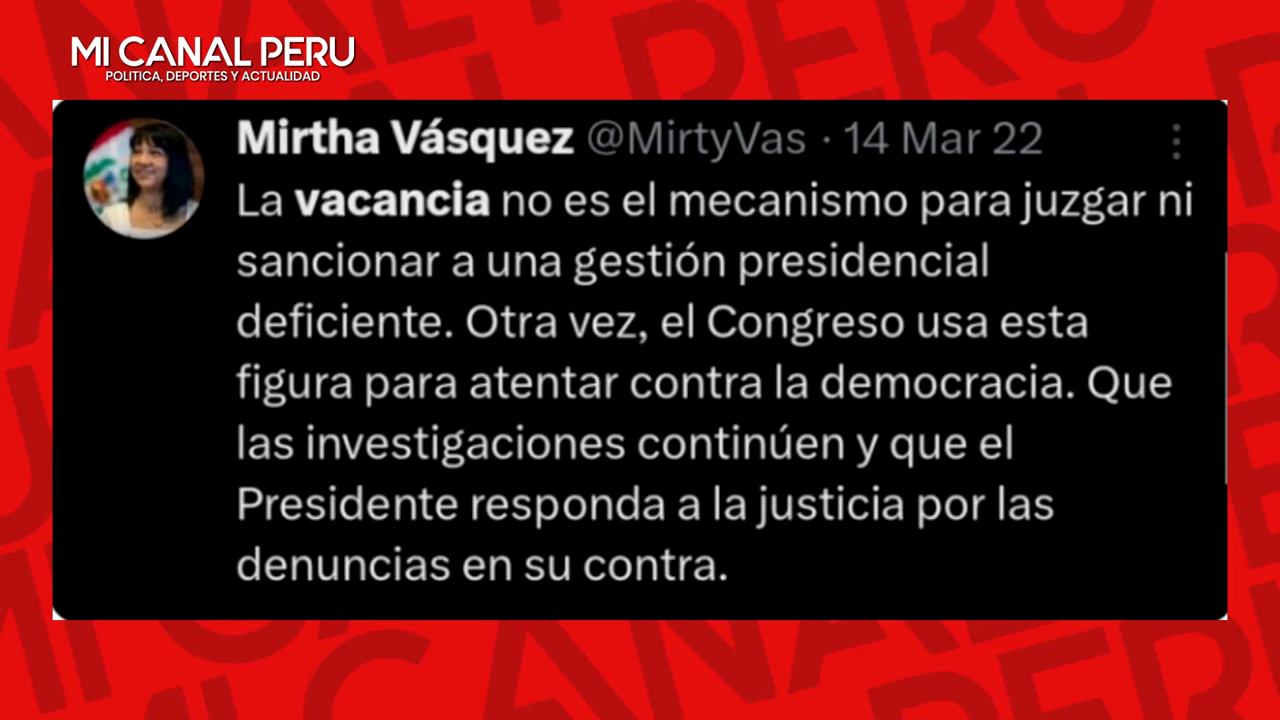 MI CANAL PERU
POLITICA, DEPORTES Y ACTUALIDAD
Mirtha Vásquez @MirtyVas · 14 Mar 22
La vacancia no es el mecanismo para juzgar ni
sancionar a una gestión presidencial
deficiente. Otra vez, el Congreso usa esta
figura para atentar contra la democracia. Que
las investigaciones continúen y que el
Presidente responda a la justicia por las
denuncias en su contra.